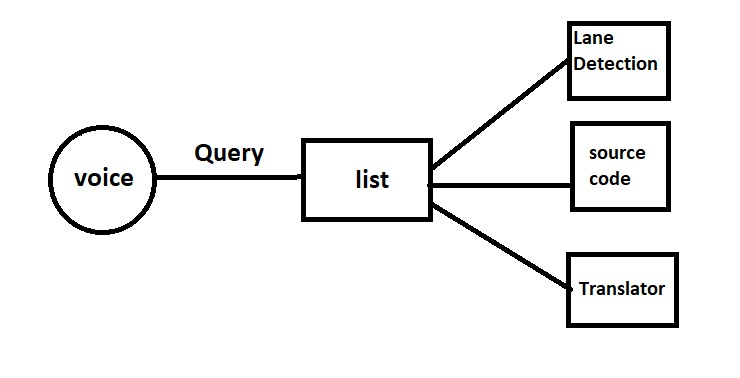 voice
Query
list
Lane
Detection
source
code
Translator